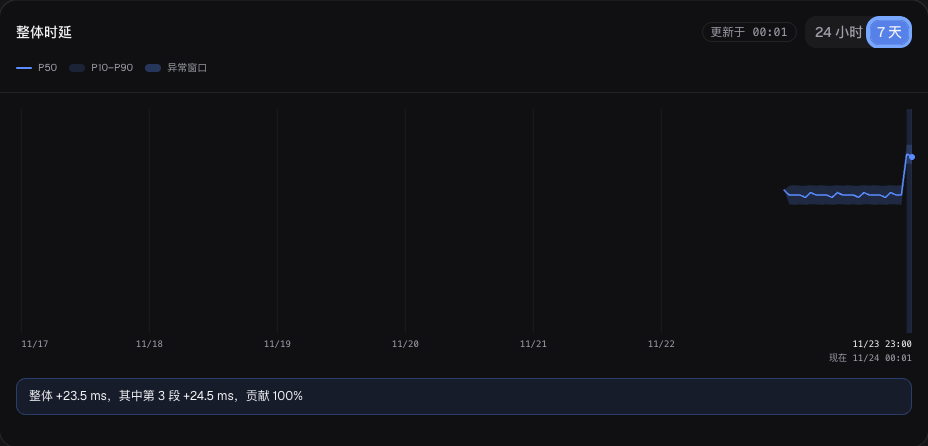 整体时延
更新于 00:01
24 小时
7 天
P50
P10–P90
异常窗口
11/17
11/18
11/19
11/20
11/21
11/22
11/23 23:00
现在 11/24 00:01
整体 +23.5 ms，其中第 3 段 +24.5 ms，贡献 100%